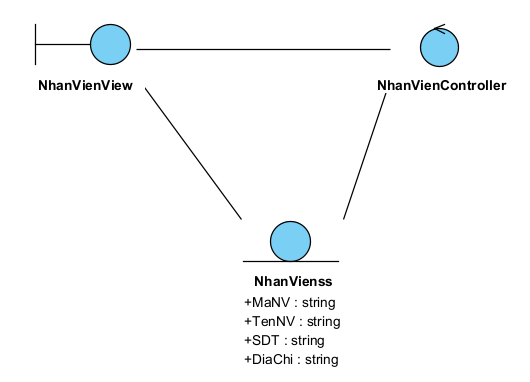 NhanVienView
NhanVienController
NhanVienss
+MaNV : string
+TenNV : string
+SDT : string
+DiaChi : string